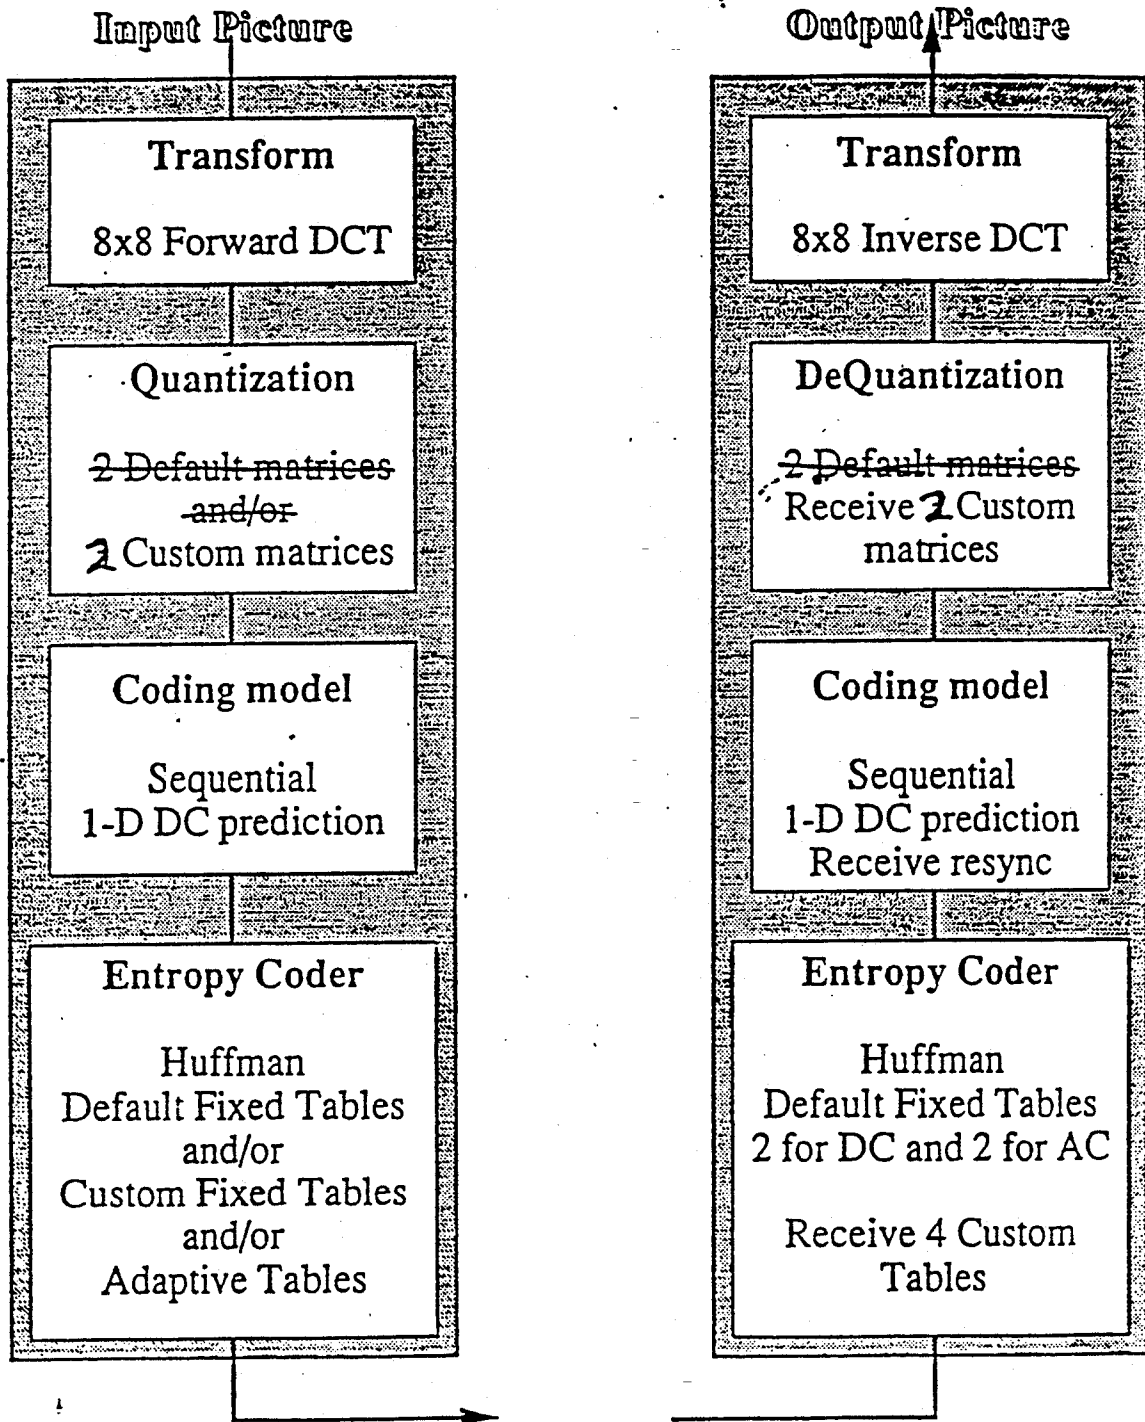 Input Picture
Transform
8x8 Forward DCT
Quantization
2 Default matrices
and/or
2 Custom matrices
Coding model
Sequential
1-D DC prediction
Entropy Coder
Huffman
Default Fixed Tables
and/or
Custom Fixed Tables
and/or
Adaptive Tables
Output Picture
Transform
8x8 Inverse DCT
DeQuantization
2 Default matrices
Receive 2 Custom
matrices
Coding model
Sequential
1-D DC prediction
Receive resync
Entropy Coder
Huffman
Default Fixed Tables
2 for DC and 2 for AC
Receive 4 Custom
Tables